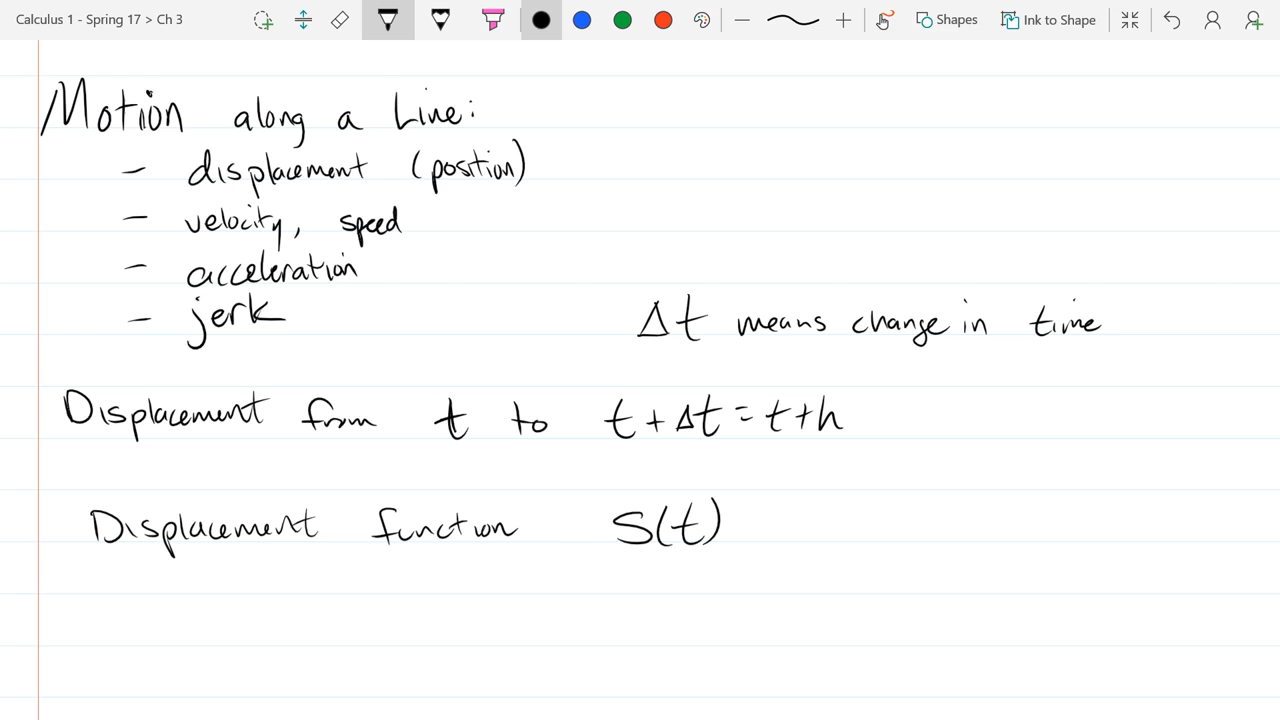 Calculus 1 - Spring 17 > Ch 3
Shapes
Ink to Shape
Motion along a Line:
- displacement (position)
- velocity, speed
- acceleration
- jerk
Δt means change in time
Displacement from t to t + Δt = t + h
Displacement function S(t)